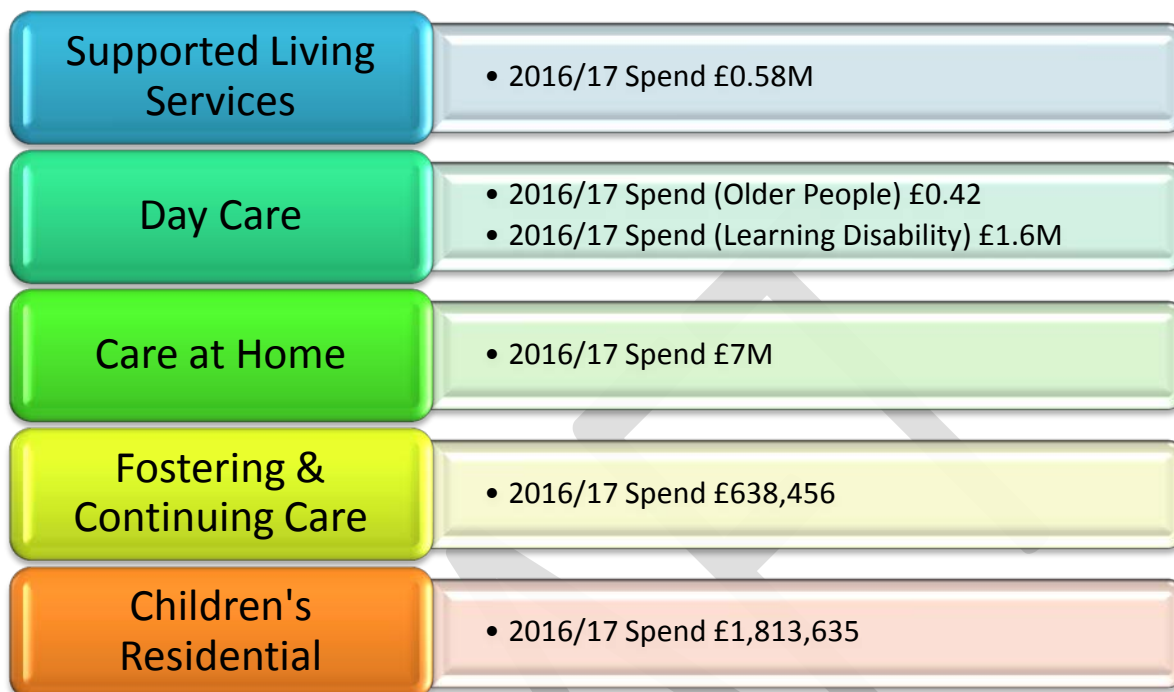 Supported Living
Services
• 2016/17 Spend £0.58M
Day Care
• 2016/17 Spend (Older People) £0.42
• 2016/17 Spend (Learning Disability) £1.6M
Care at Home
• 2016/17 Spend £7M
Fostering &
Continuing Care
• 2016/17 Spend £638,456
Children's
Residential
• 2016/17 Spend £1,813,635